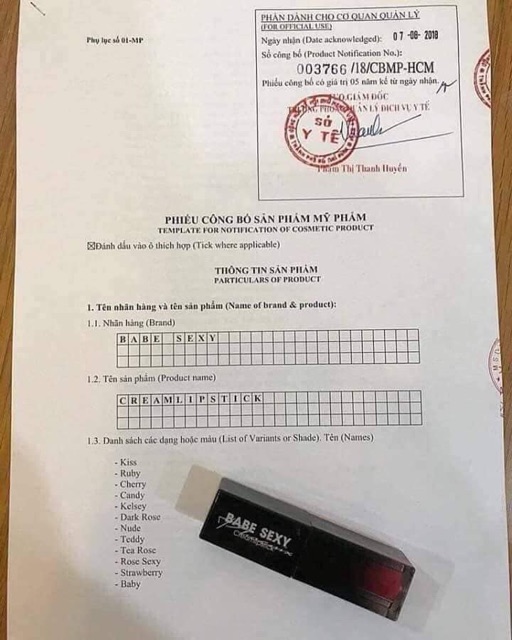 Phụ lục số 01-MP
PHẦN DÀNH CHO CƠ QUAN QUẢN LÝ
(FOR OFFICIAL USE)
Ngày nhận (Date acknowledged): 07 -06- 2018
Số công bố (Product Notification No.):
003766 /18/CBMP-HCM
Phiếu công bố có giá trị 05 năm kể từ ngày nhận.
GIÁM ĐỐC
QUẢN LÝ DỊCH VỤ Y TẾ
SỞ
Y TẾ
Phạm Thị Thanh Huyền
PHIẾU CÔNG BỐ SẢN PHẨM MỸ PHẨM
TEMPLATE FOR NOTIFICATION OF COSMETIC PRODUCT
☒Đánh dấu vào ô thích hợp (Tick where applicable)
THÔNG TIN SẢN PHẨM
PARTICULARS OF PRODUCT
1. Tên nhãn hàng và tên sản phẩm (Name of brand & product):
1.1. Nhãn hàng (Brand)
BABE SEXY
1.2. Tên sản phẩm (Product name)
CREAMLIPSTICK
1.3. Danh sách các dạng hoặc màu (List of Variants or Shade). Tên (Names)
- Kiss
- Ruby
- Cherry
- Candy
- Kelsey
- Dark Rose
- Nude
- Teddy
- Tea Rose
- Rose Sexy
- Strawberry
- Baby
BABE SEXY